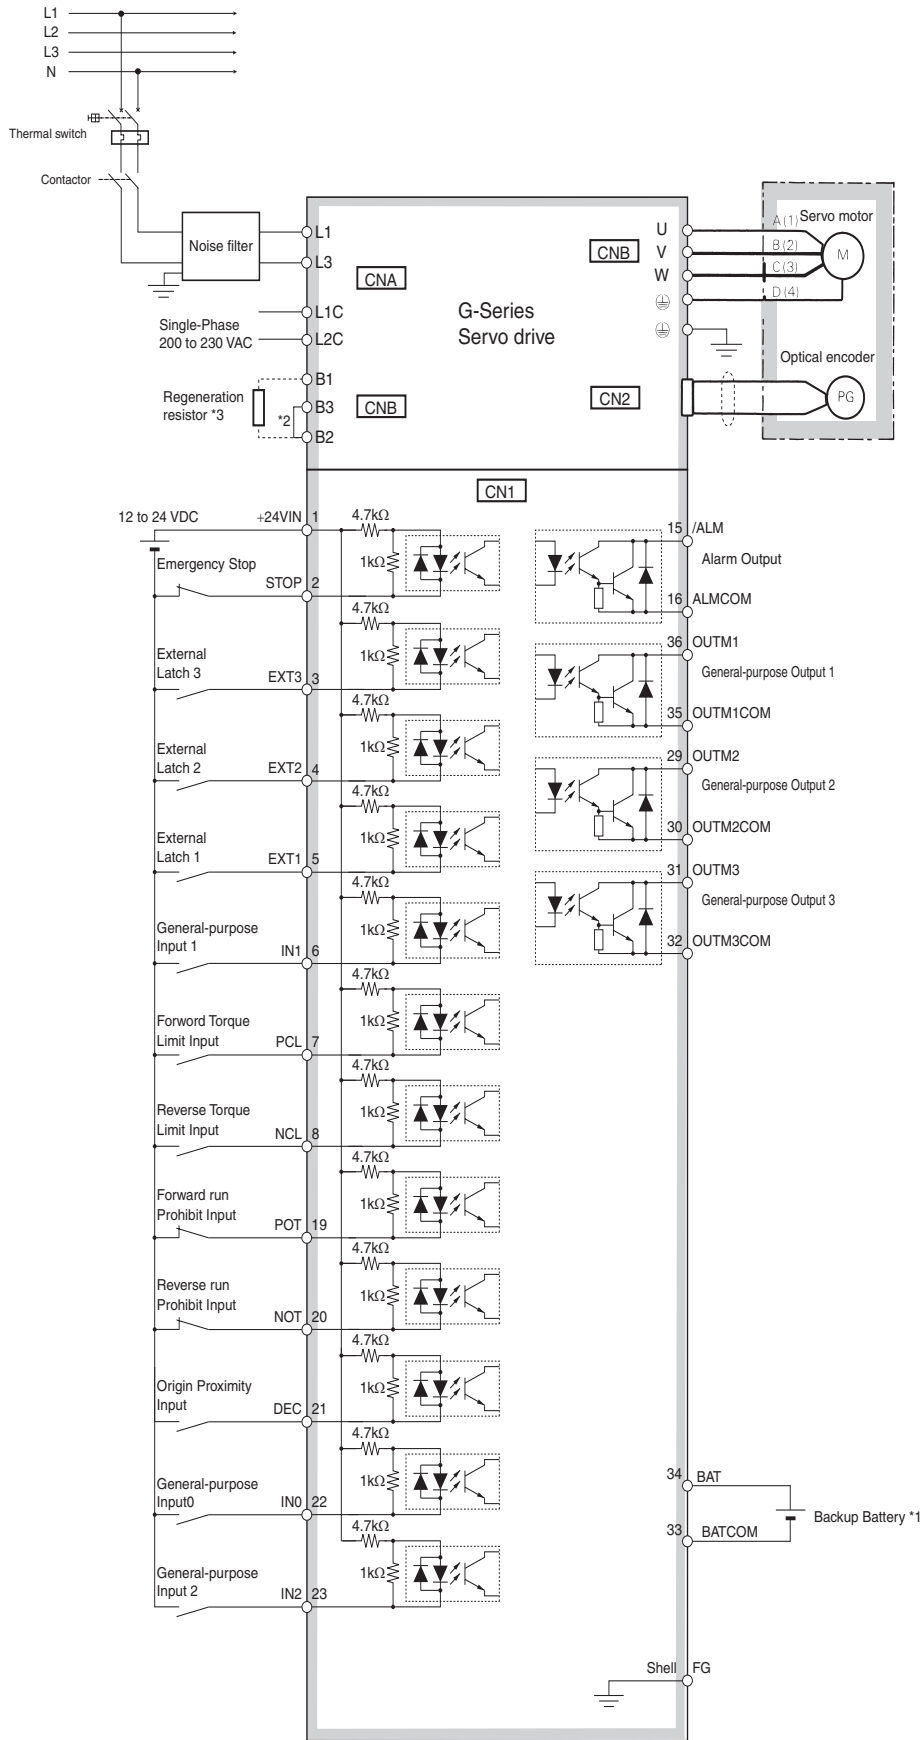 L1
L2
L3
N
Thermal switch
Contactor
Noise filter
L1
L3
CNA
Single-Phase
200 to 230 VAC
L1C
L2C
Regeneration
resistor *3
*2
B1
B3
B2
CNB
G-Series
Servo drive
U
V
W
CNB
CN2
A (1)
B (2)
C (3)
D (4)
Servo motor
M
Optical encoder
PG
CN1
12 to 24 VDC
+24VIN 1
4.7kΩ
1kΩ
Emergency Stop
STOP 2
4.7kΩ
1kΩ
External
Latch 3
EXT3 3
4.7kΩ
1kΩ
External
Latch 2
EXT2 4
4.7kΩ
1kΩ
External
Latch 1
EXT1 5
4.7kΩ
1kΩ
General-purpose
Input 1
IN1 6
4.7kΩ
1kΩ
Forword Torque
Limit Input
PCL 7
4.7kΩ
1kΩ
Reverse Torque
Limit Input
NCL 8
4.7kΩ
1kΩ
Forward run
Prohibit Input
POT 19
4.7kΩ
1kΩ
Reverse run
Prohibit Input
NOT 20
4.7kΩ
1kΩ
Origin Proximity
Input
DEC 21
4.7kΩ
1kΩ
General-purpose
Input0
IN0 22
4.7kΩ
1kΩ
General-purpose
Input 2
IN2 23
15 /ALM
Alarm Output
16 ALMCOM
36 OUTM1
General-purpose Output 1
35 OUTM1COM
29 OUTM2
General-purpose Output 2
30 OUTM2COM
31 OUTM3
General-purpose Output 3
32 OUTM3COM
34 BAT
Backup Battery *1
33 BATCOM
Shell FG